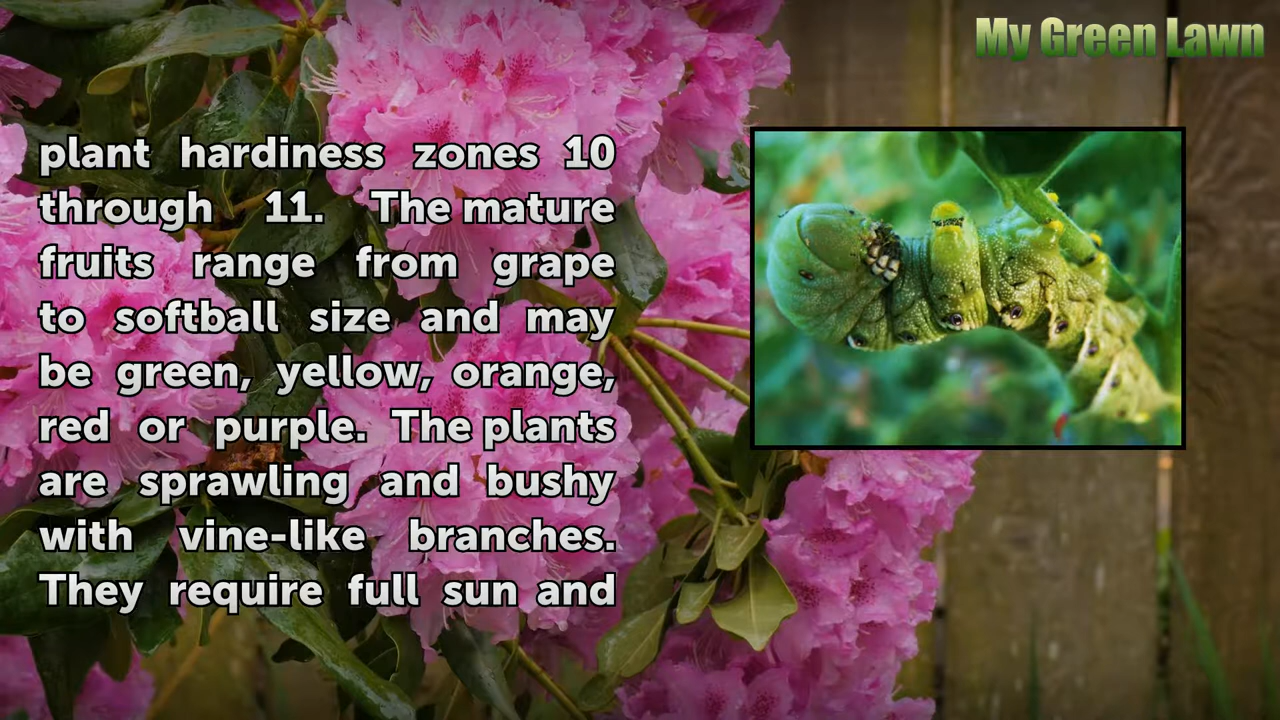 My Green Lawn
plant hardiness zones 10
through 11. The mature
fruits range from grape
to softball size and may
be green, yellow, orange,
red or purple. The plants
are sprawling and bushy
with vine-like branches.
They require full sun and